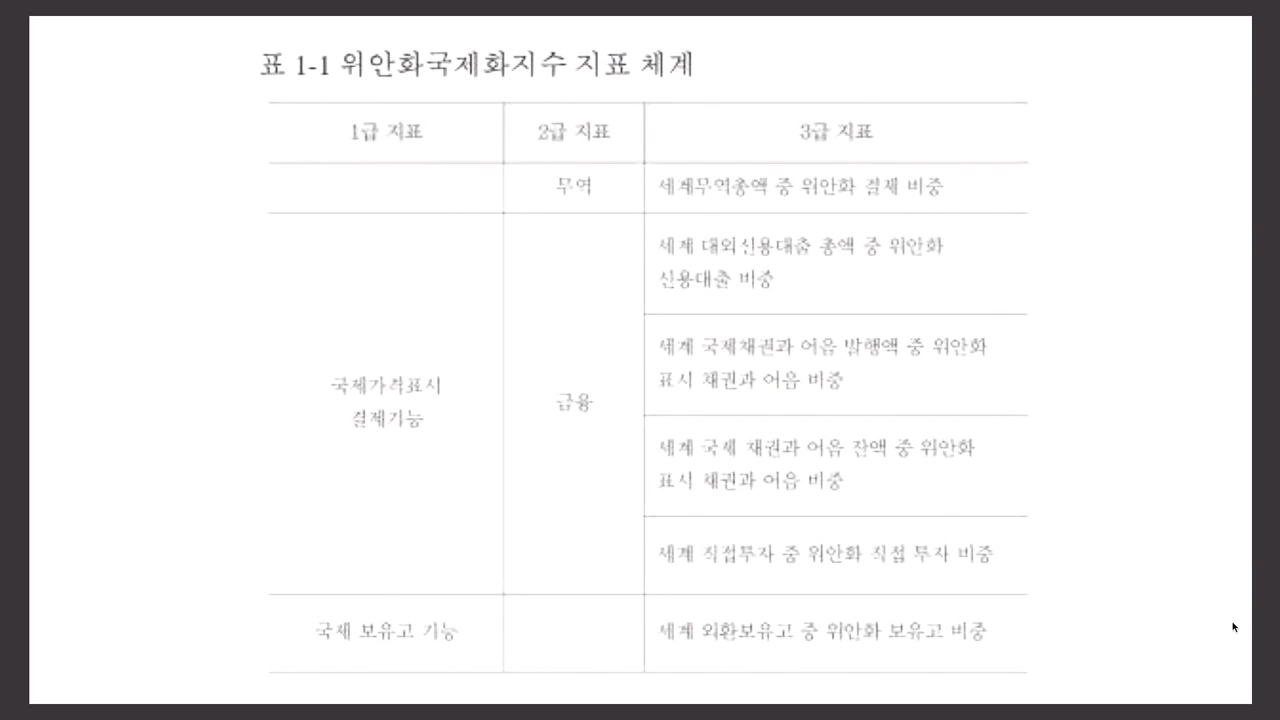 표 1-1 위안화국제화지수 지표 체계
1급 지표
2급 지표
3급 지표
무역
세계무역총액 중 위안화 결제 비중
국제가격표시
결제기능
금융
세계 대외신용대출 총액 중 위안화
신용대출 비중
세계 국제채권과 어음 발행액 중 위안화
표시 채권과 어음 비중
세계 국제 채권과 어음 잔액 중 위안화
표시 채권과 어음 비중
세계 직접투자 중 위안화 직접 투자 비중
국제 보유고 기능
세계 외환보유고 중 위안화 보유고 비중